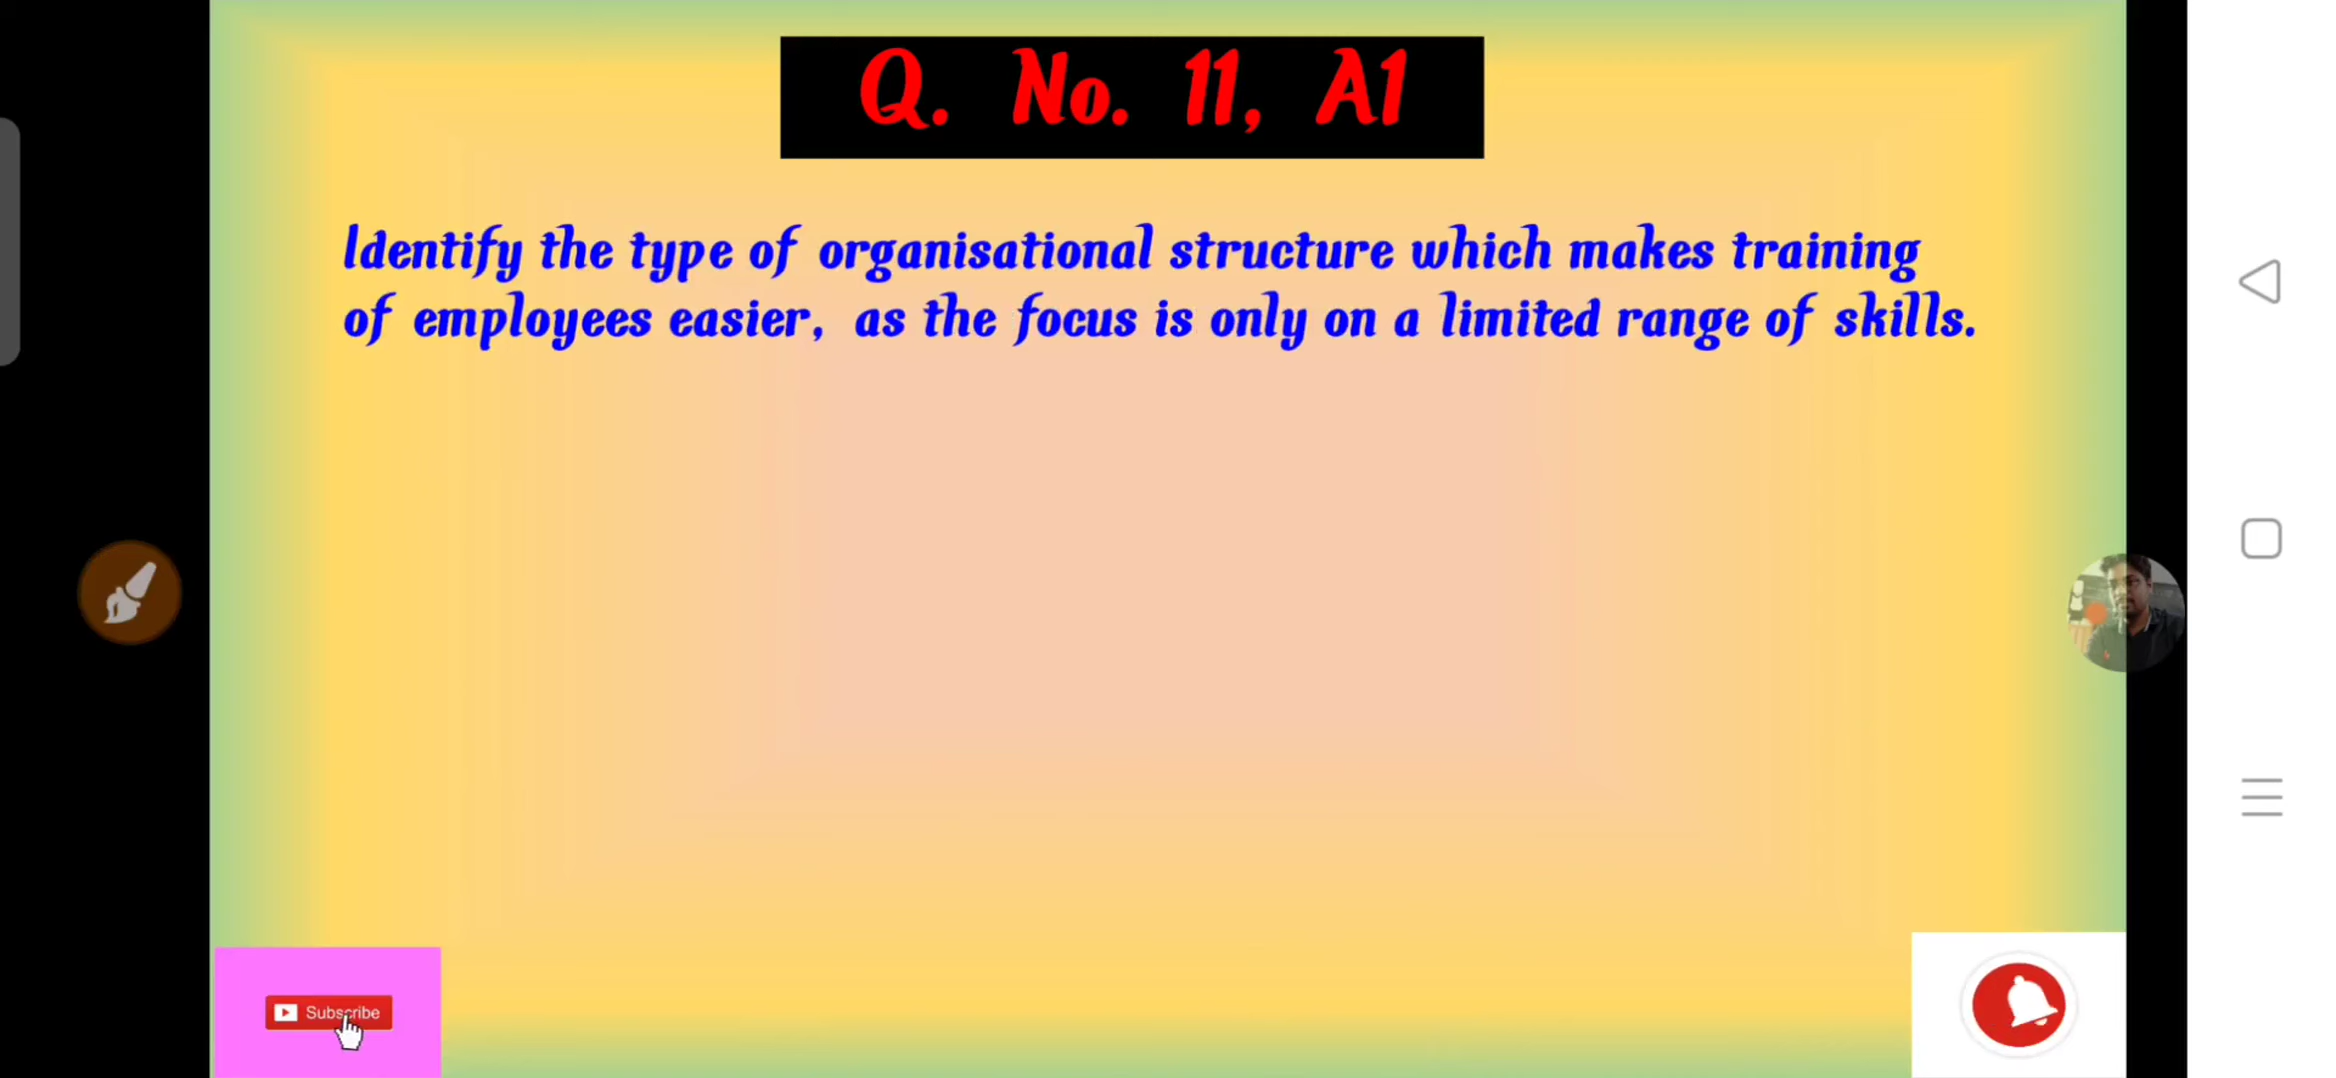 Q. No. 11, A1
Identify the type of organisational structure which makes training
of employees easier, as the focus is only on a limited range of skills.
Subscribe